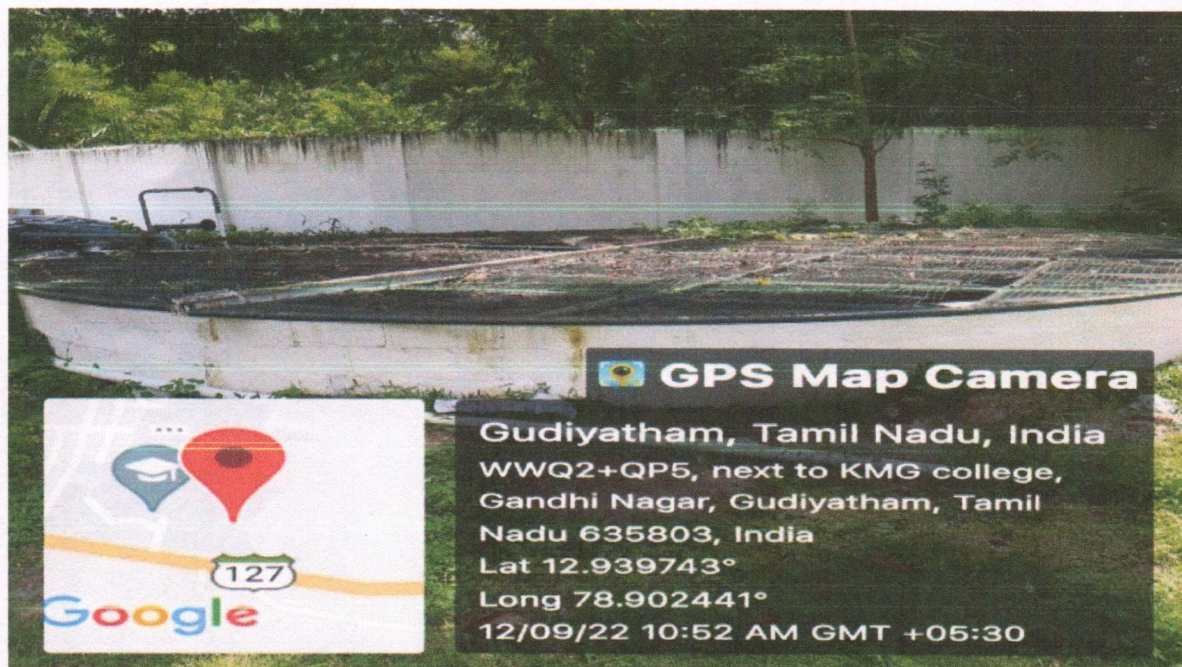 GPS Map Camera
Gudiyatham, Tamil Nadu, India
WWQ2+QP5, next to KMG college,
Gandhi Nagar, Gudiyatham, Tamil
Nadu 635803, India
Lat 12.939743°
Long 78.902441°
12/09/22 10:52 AM GMT +05:30
127
Google